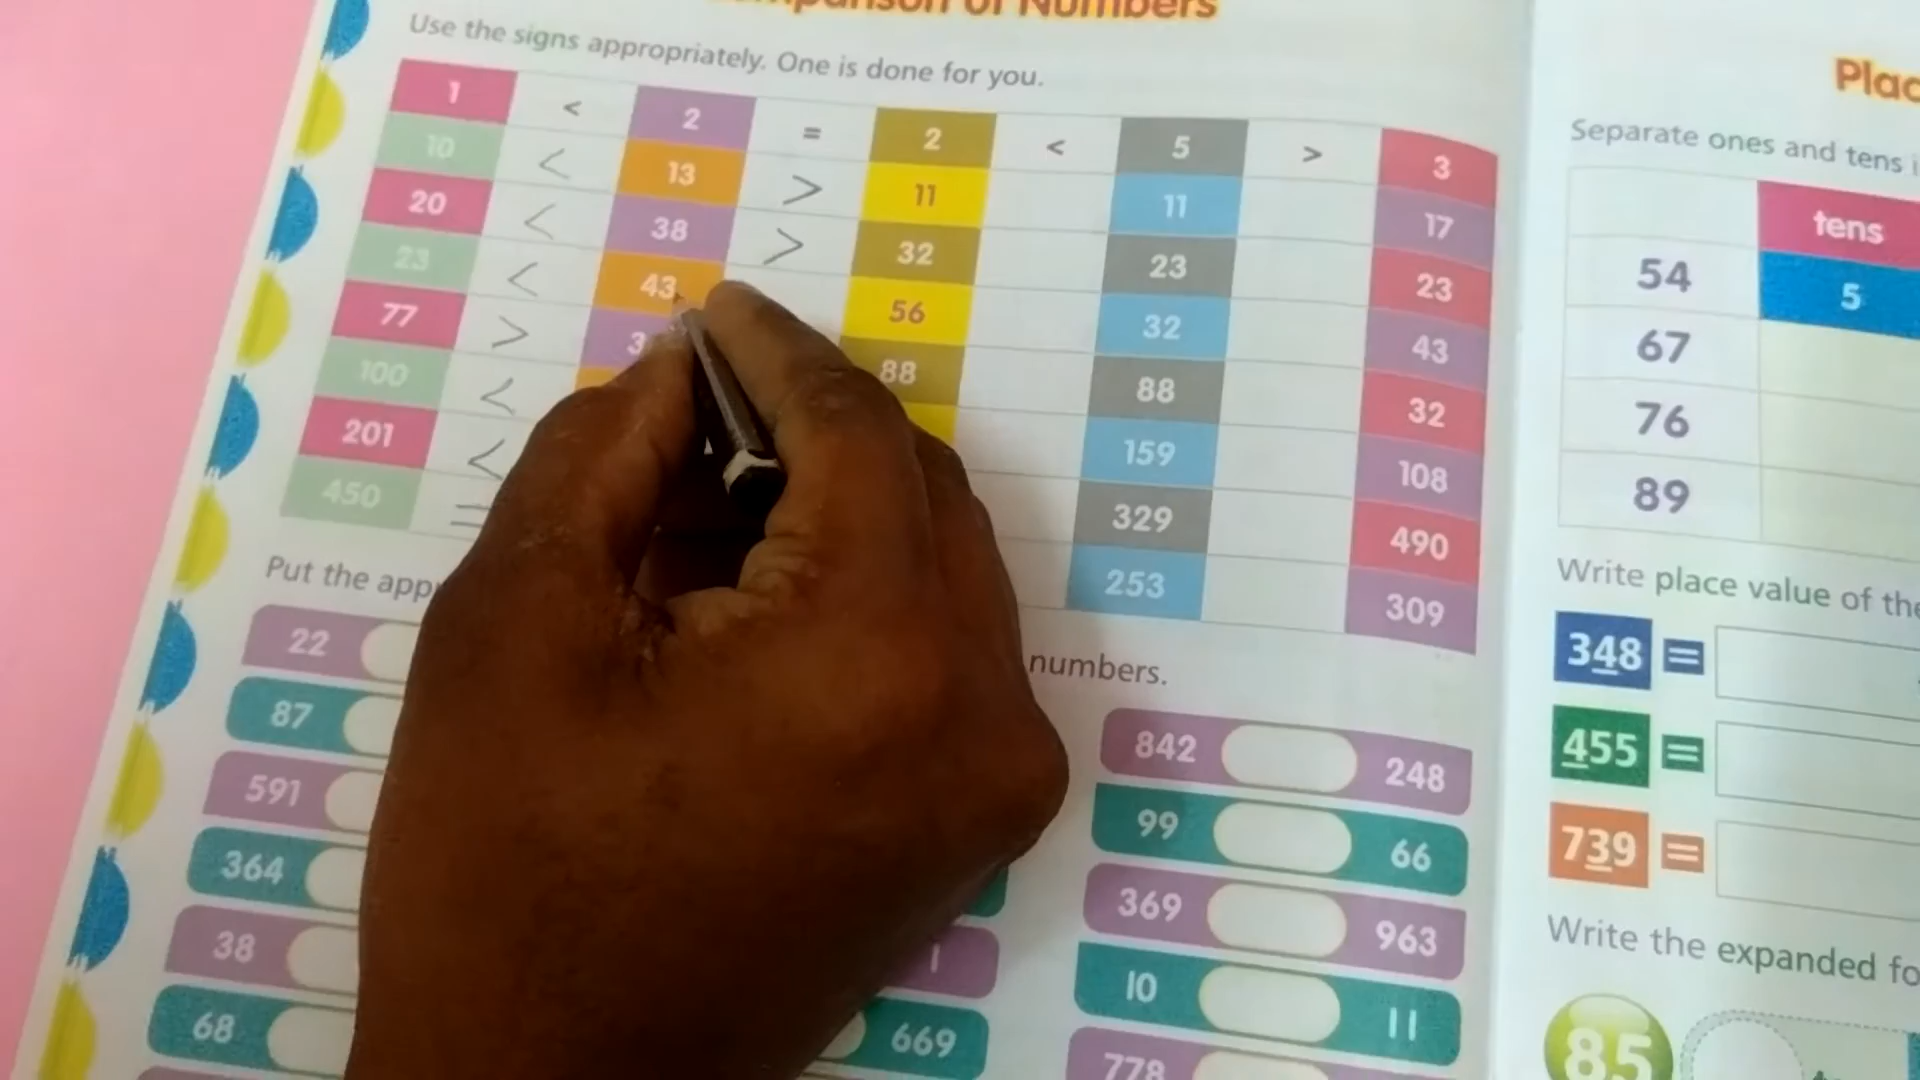 Comparison of Numbers
Use the signs appropriately. One is done for you.
1 < 2 = 2 < 5 > 3
10 < 13 > 11 11 17
20 < 38 > 32 23 23
23 < 43 56 32 43
77 > 88 88 32
100 < 159 108
201 < 329 490
450 = 253 309
Put the numbers.
22
87
591
364
38
68 669
842 248
99 66
369 963
10 11
778
Separate ones and tens
tens
54 5
67
76
89
Write place value of the
348 =
455 =
739 =
Write the expanded
85